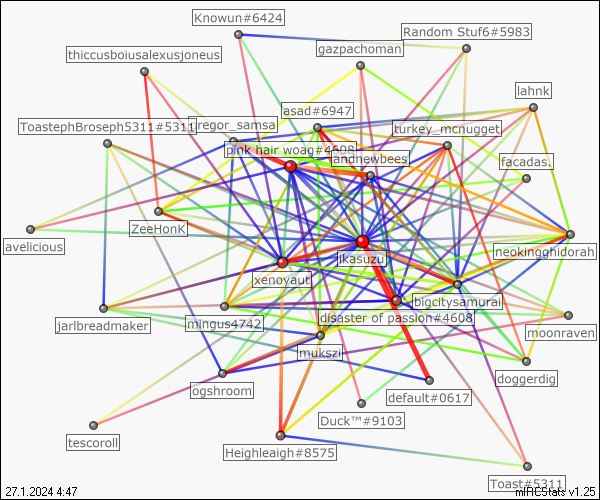 Knowun#6424
Random Stuf6#5983
gazpachoman
thiccusboiusalexusjoneus
lahnk
asad#6947
ToastephBroseph5311#5311
gregor_samsa
turkey_mcnugget
pink hair woag#4508
andnewbees
facadas.
ZeeHonK
avelicious
neokingghidorah
jkasuzu
xenoyaut
bigcitysamurai
mingus4742
disaster of passion#4608
jarlbreadmaker
moonraven
mukszi
doggerdig
ogshroom
default#0617
Duck™#9103
tescoroll
Heighleaigh#8575
Toast#5311
27.1.2024 4:47
mIRCStats v1.25